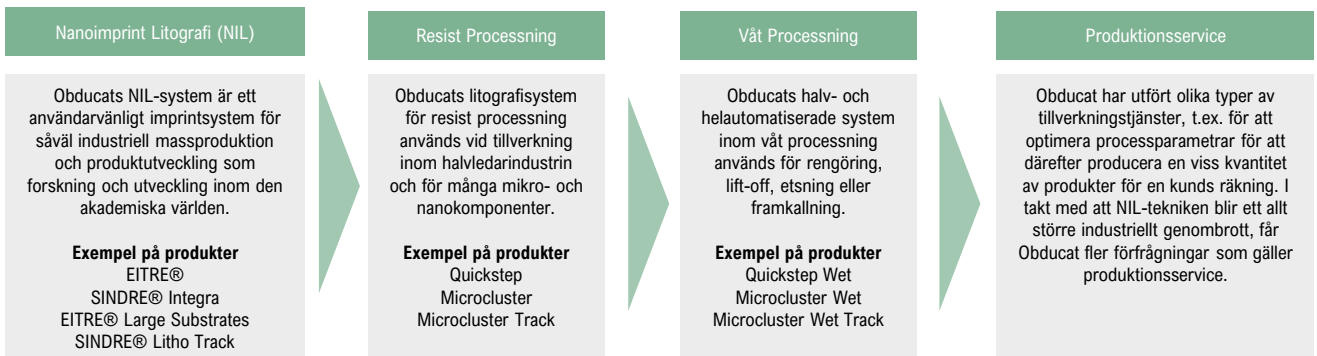 Nanoimprint Litografi (NIL)
Obducats NIL-system är ett
användarvänligt imprintsystem för
såväl industriell massproduktion
och produktutveckling som
forskning och utveckling inom den
akademiska världen.
Exempel på produkter
EITRE®
SINDRE® Integra
EITRE® Large Substrates
SINDRE® Litho Track
Resist Processning
Obducats litografisystem
för resist processning
används vid tillverkning
inom halvledarindustrin
och för många mikro- och
nanokomponenter.
Exempel på produkter
Quickstep
Microcluster
Microcluster Track
Våt Processning
Obducats halv- och
helautomatiserade system
inom våt processning
används för rengöring,
lift-off, etsning eller
framkallning.
Exempel på produkter
Quickstep Wet
Microcluster Wet
Microcluster Wet Track
Produktionsservice
Obducat har utfört olika typer av
tillverkningstjänster, t.ex. för att
optimera processparametrar för att
därefter producera en viss kvantitet
av produkter för en kunds räkning. I
takt med att NIL-tekniken blir ett allt
större industriellt genombrott, får
Obducat fler förfrågningar som gäller
produktionsservice.